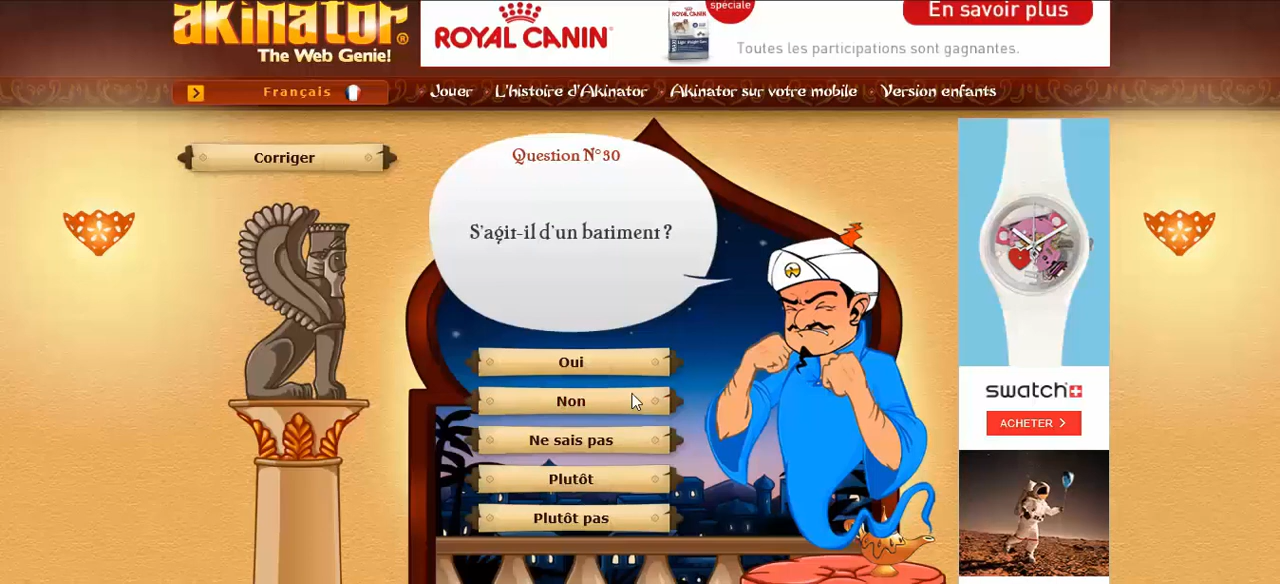 akinator®
The Web Genie!
ROYAL CANIN
spéciale
ROYAL CANIN
En savoir plus
Toutes les participations sont gagnantes.
Français
Jouer
L'histoire d'Akinator
Akinator sur votre mobile
Version enfants
Corriger
Question N°30
S'agit-il d'un batiment ?
Oui
Non
Ne sais pas
Plutôt
Plutôt pas
swatch
ACHETER